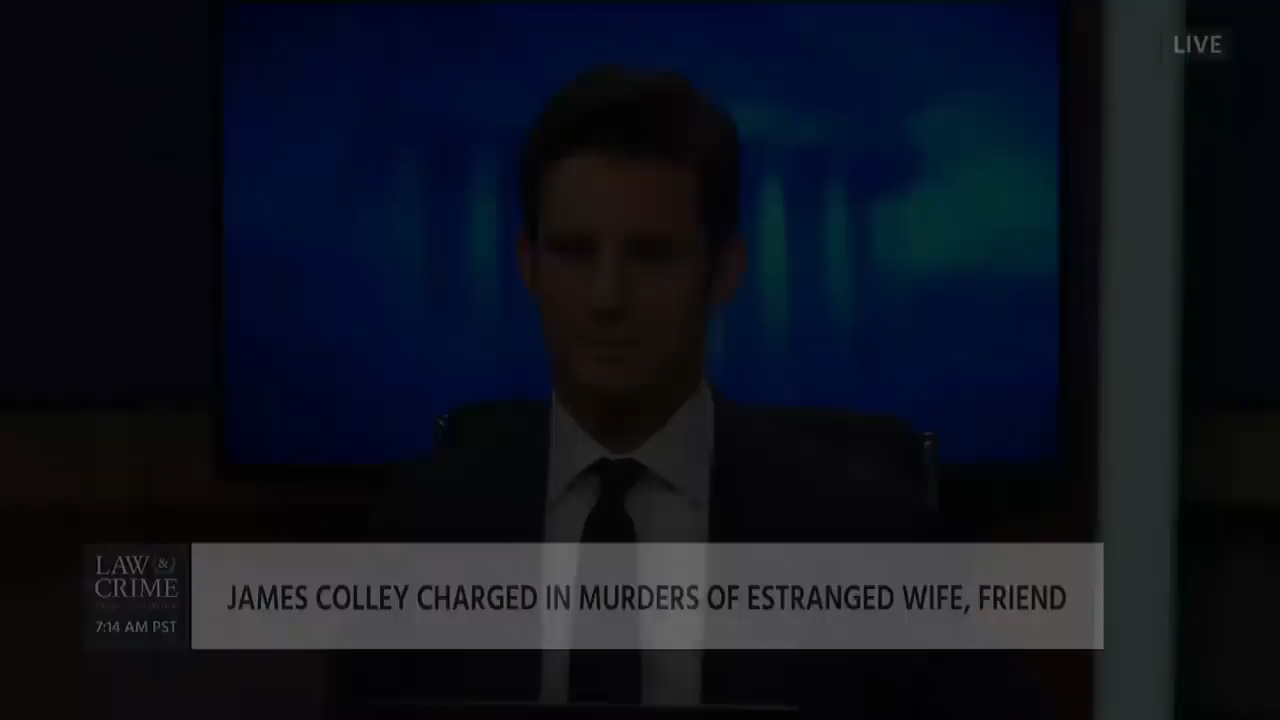 LIVE
LAW &
CRIME
7:14 AM PST
JAMES COLLEY CHARGED IN MURDERS OF ESTRANGED WIFE, FRIEND